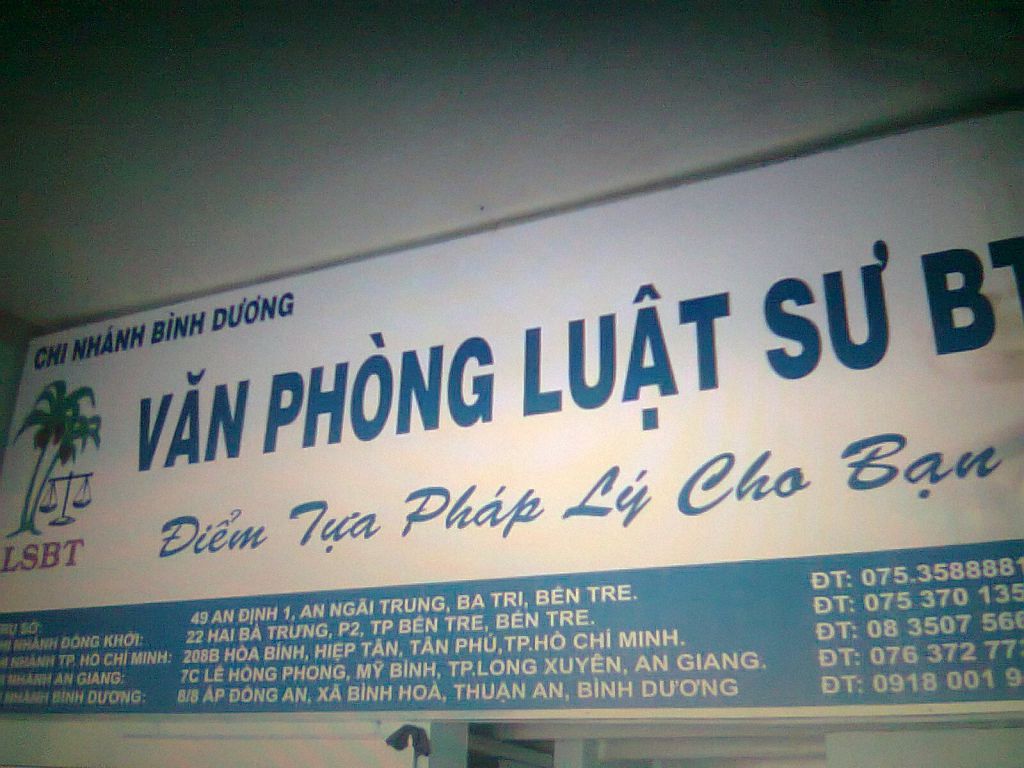 CHI NHÁNH BÌNH DƯƠNG
VĂN PHÒNG LUẬT SƯ BT
Điểm Tựa Pháp Lý Cho Bạn
LSBT
TRỤ SỞ: 49 AN ĐỊNH 1, AN NGÃI TRUNG, BA TRI, BẾN TRE. ĐT: 075.3588881
NHÁNH ĐỒNG KHỞI: 22 HAI BÀ TRƯNG, P2, TP BẾN TRE, BẾN TRE. ĐT: 075 370 135
NHÁNH TP. HỒ CHÍ MINH: 208B HÒA BÌNH, HIỆP TÂN, TÂN PHÚ,TP.HỒ CHÍ MINH. ĐT: 08 3507 566
NHÁNH AN GIANG: 7C LÊ HỒNG PHONG, MỸ BÌNH, TP.LONG XUYÊN, AN GIANG. ĐT: 076 372 77
NHÁNH BÌNH DƯƠNG: 8/8 ẤP ĐỒNG AN, XÃ BÌNH HOÀ, THUẬN AN, BÌNH DƯƠNG ĐT: 0918 001 9